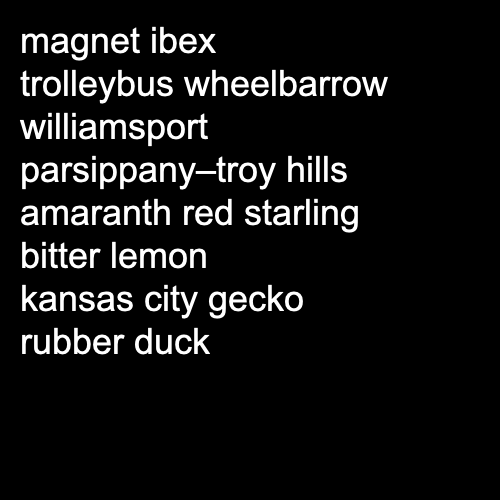 magnet ibex
trolleybus wheelbarrow
williamsport
parsippany–troy hills
amaranth red starling
bitter lemon
kansas city gecko
rubber duck